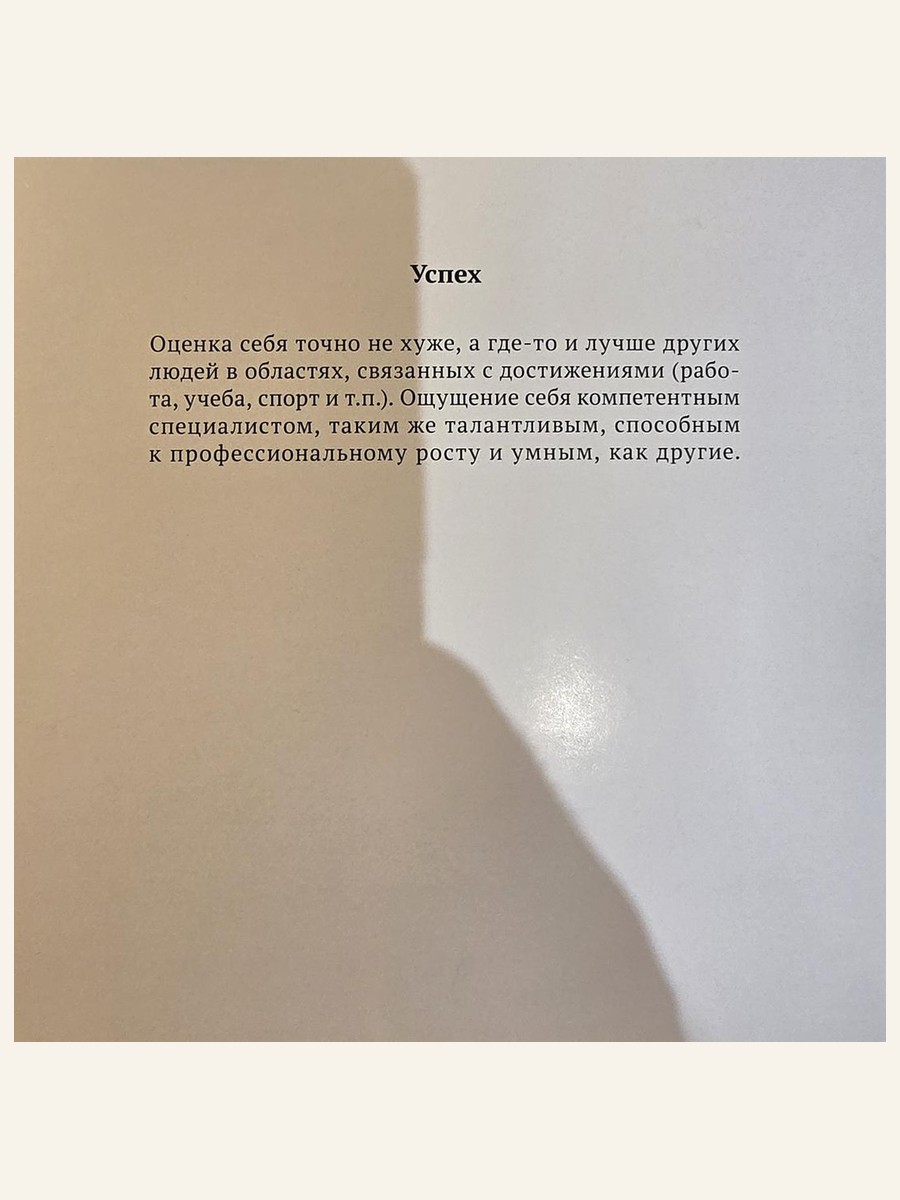 Успех
Оценка себя точно не хуже, а где-то и лучше других
людей в областях, связанных с достижениями (рабо-
та, учеба, спорт и т.п.). Ощущение себя компетентным
специалистом, таким же талантливым, способным
к профессиональному росту и умным, как другие.